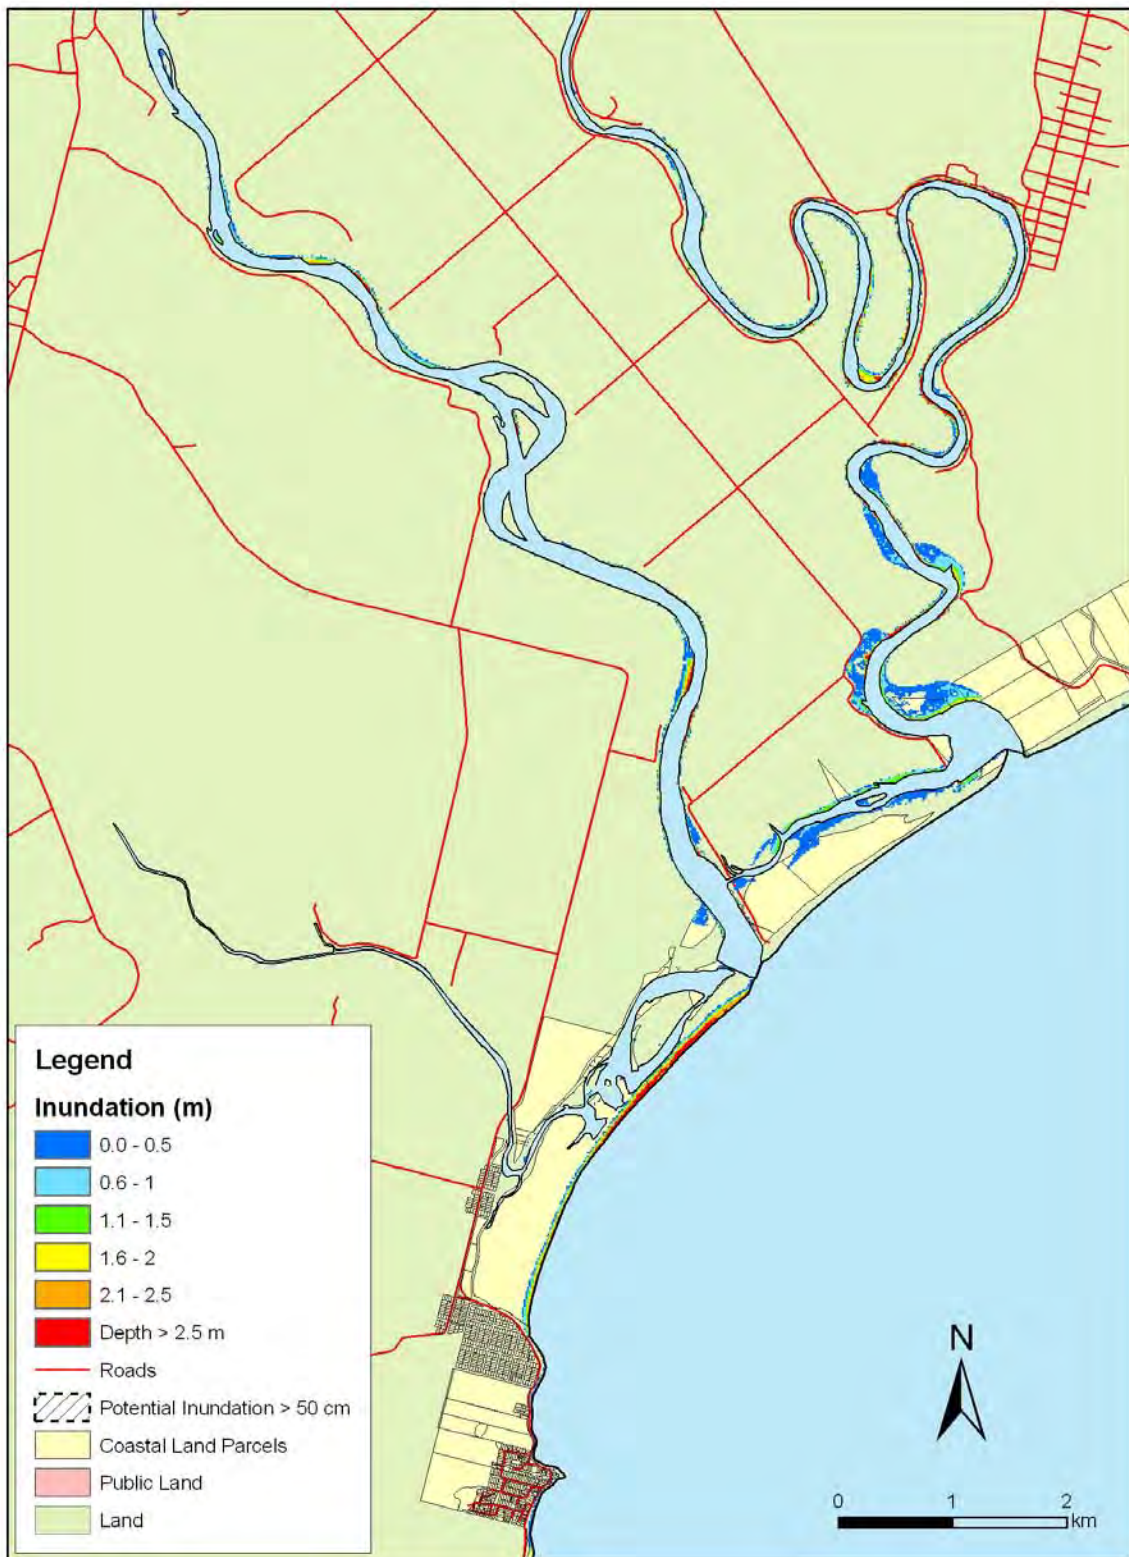 Legend
Inundation (m)
0.0 - 0.5
0.6 - 1
1.1 - 1.5
1.6 - 2
2.1 - 2.5
Depth > 2.5 m
Roads
Potential Inundation > 50 cm
Coastal Land Parcels
Public Land
Land
N
0 1 2
km